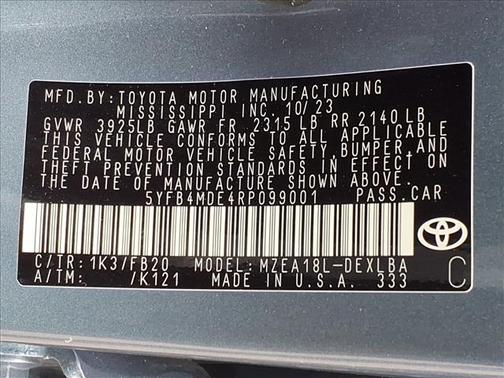 MFD.BY: TOYOTA MOTOR MANUFACTURING
MISSISSIPPI INC. 10/23
GVWR 3925LB GAWR FR 2315 LB RR 2140 LB
THIS VEHICLE CONFORMS TO ALL APPLICABLE
FEDERAL MOTOR VEHICLE SAFETY, BUMPER, AND
THEFT PREVENTION STANDARDS IN EFFECT ON
THE DATE OF MANUFACTURE SHOWN ABOVE.
5YFB4MDE4RP099001 PASS.CAR
C/TR: 1K3/FB20 MODEL: MZEA18L-DEXLBA
A/TM: /K121 MADE IN U.S.A. 333
C